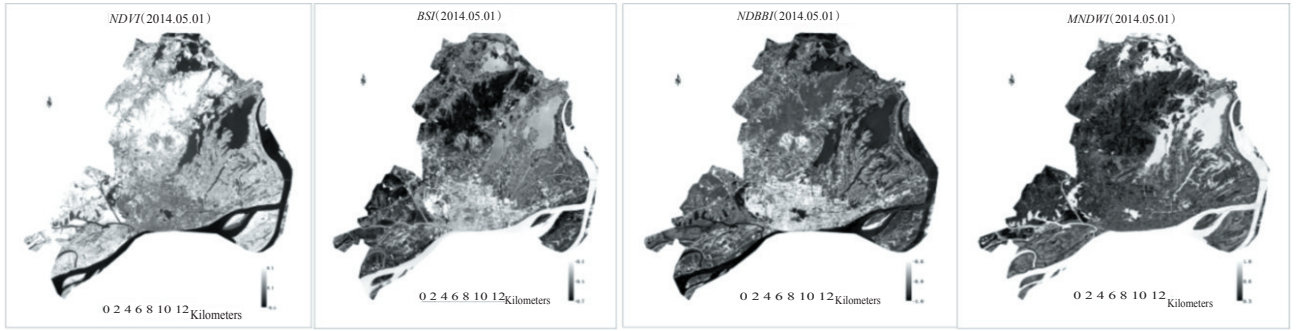 NDVI(2014.05.01)
BSI(2014.05.01)
NDBBI(2014.05.01)
MNDWI(2014.05.01)
0 2 4 6 8 10 12 Kilometers
0 2 4 6 8 10 12 Kilometers
0 2 4 6 8 10 12 Kilometers
0 2 4 6 8 10 12 Kilometers